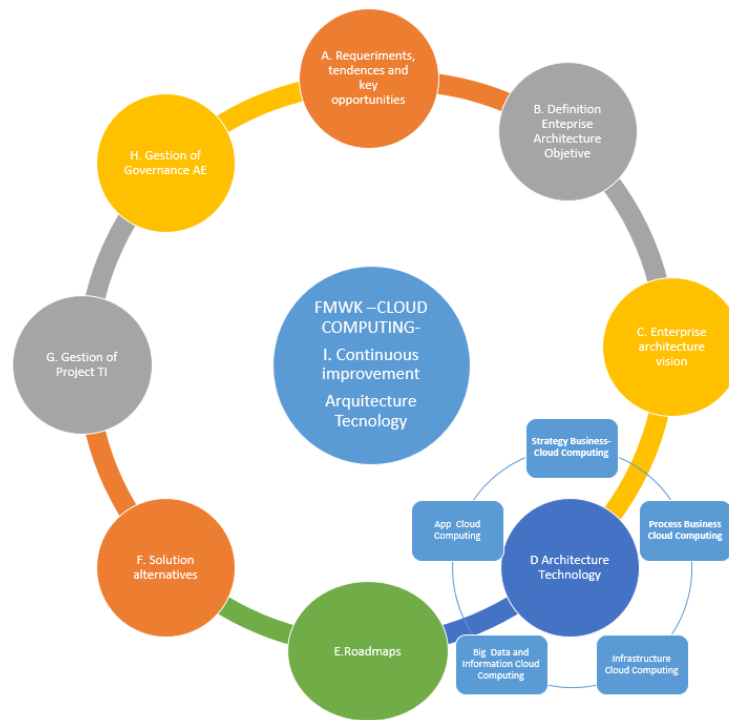 A. Requeriments,
tendences and
key
opportunities
B. Definition
Enteprise
Architecture
Objetive
H. Gestion of
Governance AE
FMWK –CLOUD
COMPUTING-
I. Continuous
improvement
Arquitecture
Tecnology
C. Enterprise
architecture
vision
G. Gestion of
Project TI
Strategy Business-
Cloud Computing
App Cloud
Computing
Process Business
Cloud Computing
D Architecture
Technology
F. Solution
alternatives
E.Roadmaps
Big Data and
Information Cloud
Computing
Infrastructure
Cloud Computing